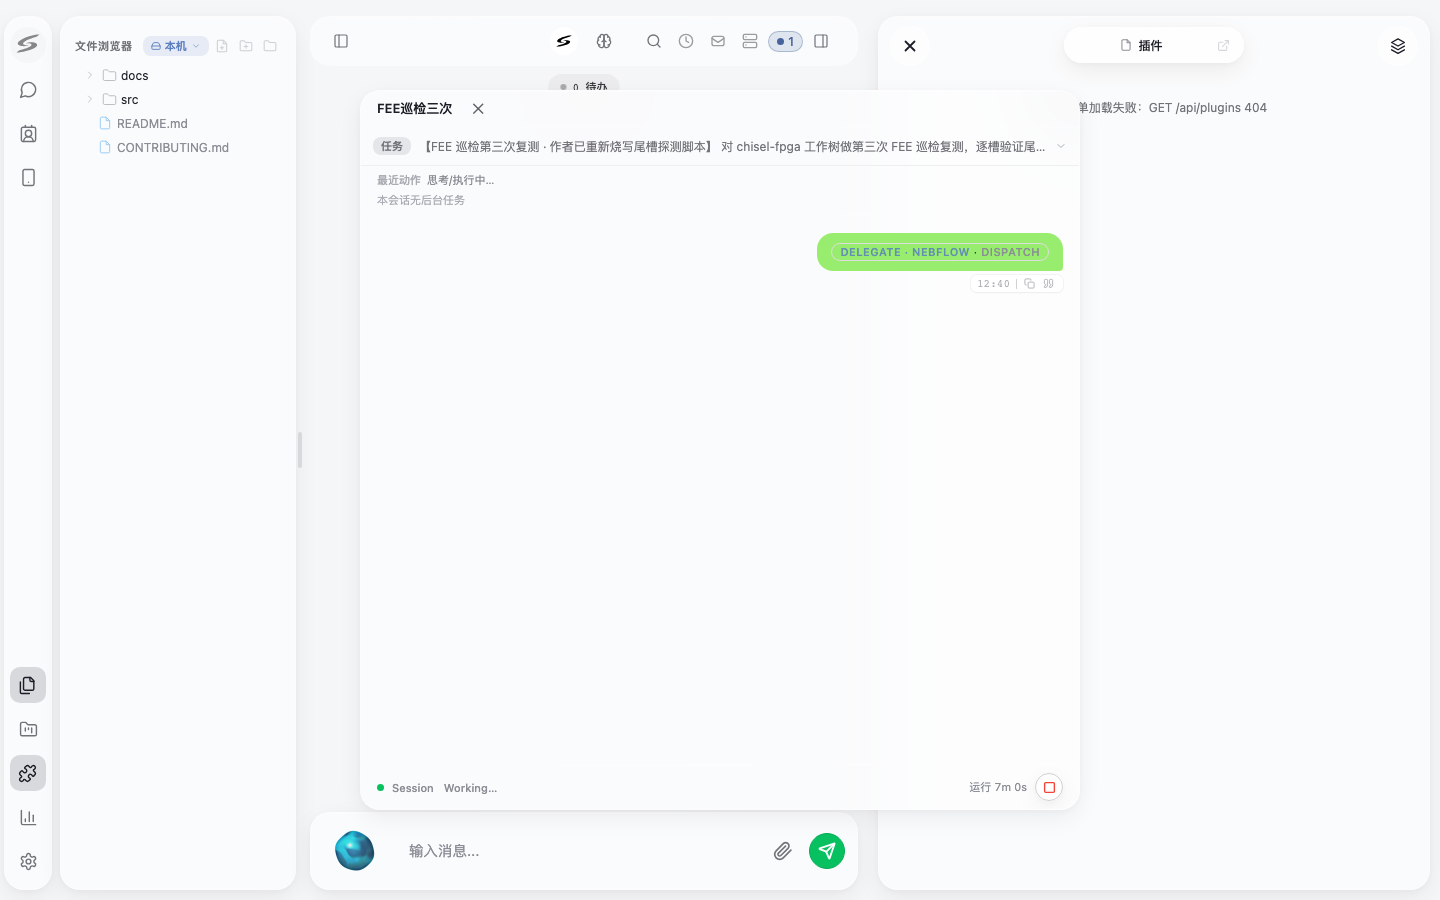 文件浏览器
本机
docs
src
README.md
CONTRIBUTING.md
1
0 待办
FEE巡检三次
任务
【FEE 巡检第三次复测 · 作者已重新烧写尾槽探测脚本】 对 chisel-fpga 工作树做第三次 FEE 巡检复测，逐槽验证尾...
最近动作 思考/执行中...
本会话无后台任务
DELEGATE · NEBFLOW · DISPATCH
12:40
Session Working...
运行 7m 0s
输入消息...
插件
单加载失败：GET /api/plugins 404